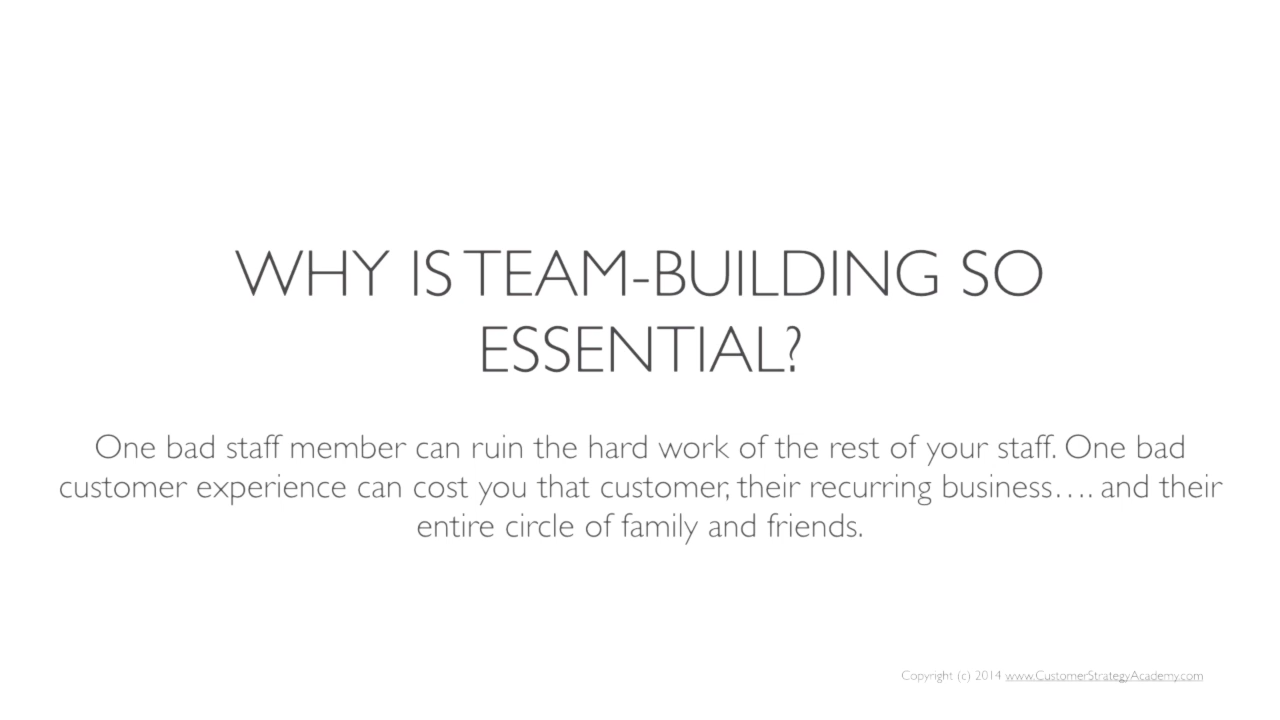 WHY IS TEAM-BUILDING SO
ESSENTIAL?
One bad staff member can ruin the hard work of the rest of your staff. One bad
customer experience can cost you that customer, their recurring business.... and their
entire circle of family and friends.
Copyright (c) 2014 www.CustomerStrategyAcademy.com